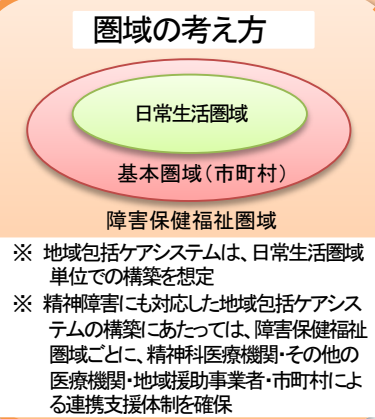 圏域の考え方
日常生活圏域
基本圏域（市町村）
障害保健福祉圏域
※ 地域包括ケアシステムは、日常生活圏域
単位での構築を想定
※ 精神障害にも対応した地域包括ケアシス
テムの構築にあたっては、障害保健福祉
圏域ごとに、精神科医療機関・その他の
医療機関・地域援助事業者・市町村によ
る連携支援体制を確保